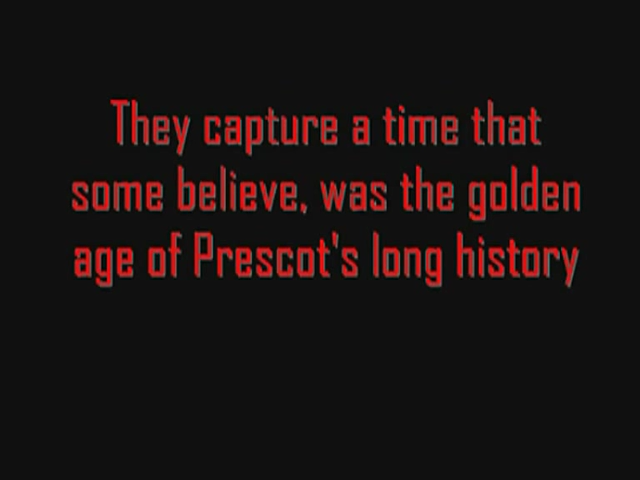 They capture a time that
some believe, was the golden
age of Prescot's long history